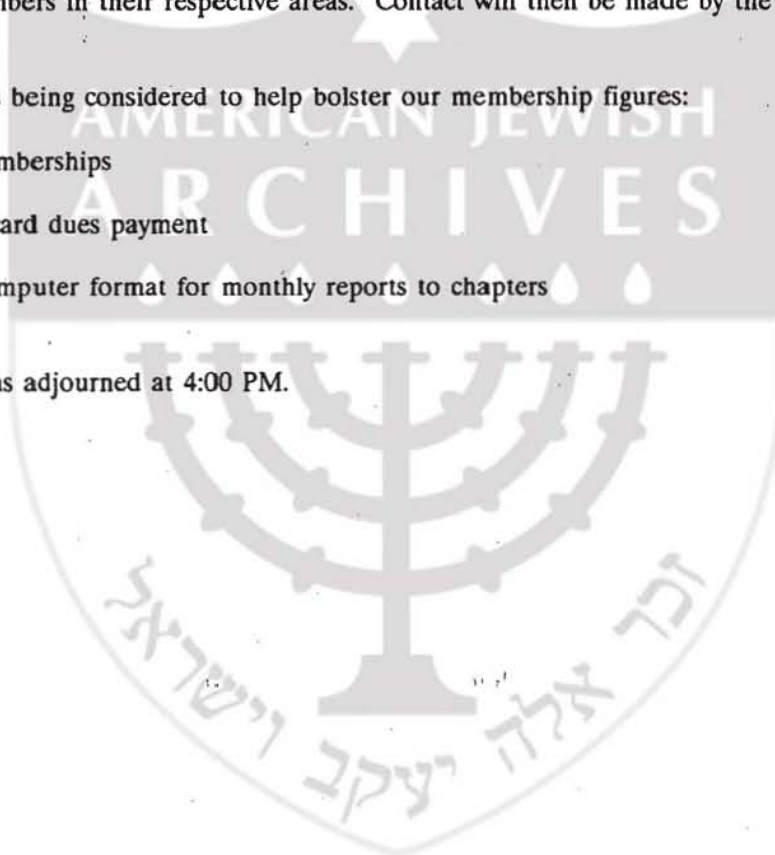 bers in their respective areas. Contact will then be made by the
being considered to help bolster our membership figures:
AMERICAN JEWISH
mberships
ARCHIVES
ard dues payment
mputer format for monthly reports to chapters
s adjourned at 4:00 PM.
זכר אלה יעקב וישראל